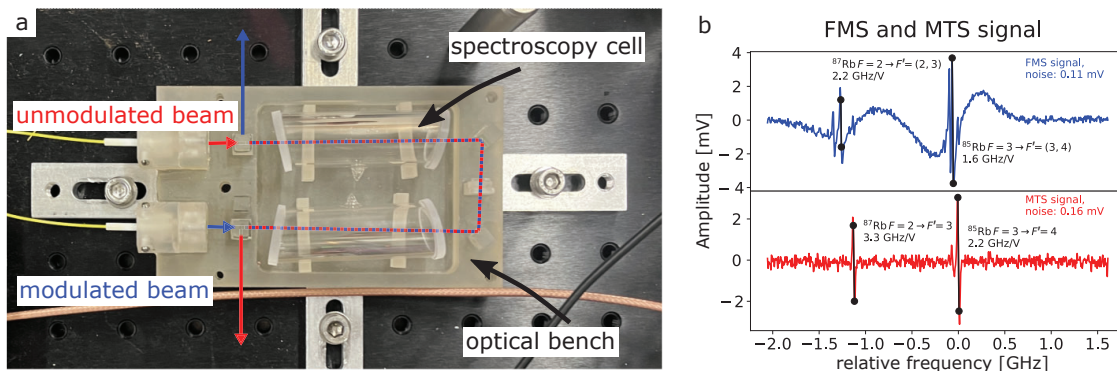 a
spectroscopy cell
unmodulated beam
modulated beam
optical bench
b
FMS and MTS signal
Amplitude [mV]
4
2
0
−2
−4
⁸⁷Rb F = 2 → F′ = (2, 3)
2.2 GHz/V
FMS signal,
noise: 0.11 mV
⁸⁵Rb F = 3 → F′ = (3, 4)
1.6 GHz/V
2
0
−2
MTS signal,
noise: 0.16 mV
⁸⁷Rb F = 2 → F′ = 3
3.3 GHz/V
⁸⁵Rb F = 3 → F′ = 4
2.2 GHz/V
−2.0 −1.5 −1.0 −0.5 0.0 0.5 1.0 1.5
relative frequency [GHz]